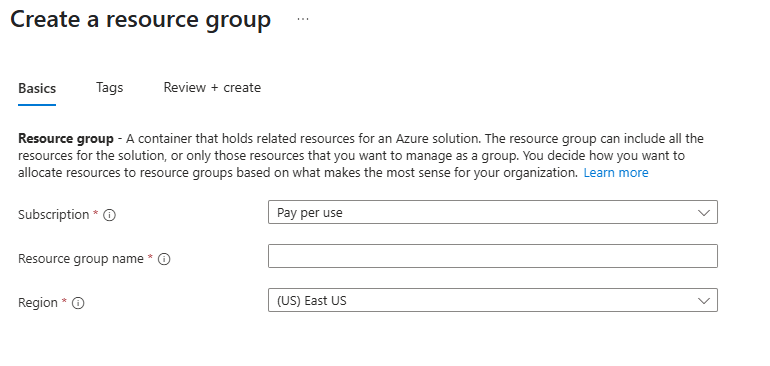 Create a resource group ...
Basics Tags Review + create
Resource group - A container that holds related resources for an Azure solution. The resource group can include all the
resources for the solution, or only those resources that you want to manage as a group. You decide how you want to
allocate resources to resource groups based on what makes the most sense for your organization. Learn more
Subscription * Pay per use
Resource group name *
Region * (US) East US